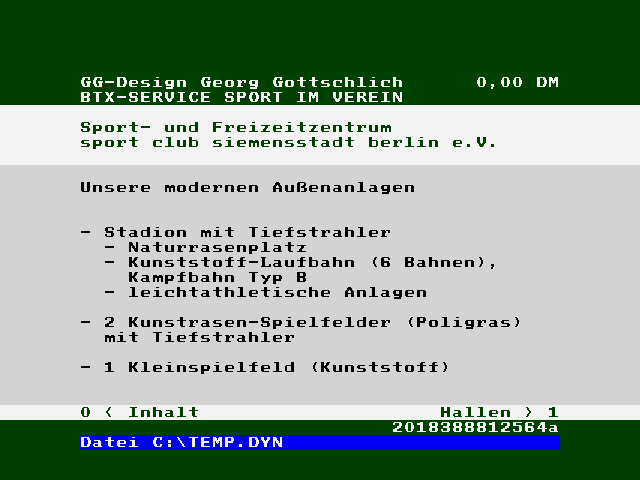 GG-Design Georg Gottschlich      0,00 DM
BTX-SERVICE SPORT IM VEREIN
Sport- und Freizeitzentrum
sport club siemensstadt berlin e.V.
Unsere modernen Außenanlagen
- Stadion mit Tiefstrahler
- Naturrasenplatz
- Kunststoff-Laufbahn (6 Bahnen),
Kampfbahn Typ B
- leichtathletische Anlagen
- 2 Kunstrasen-Spielfelder (Poligras)
mit Tiefstrahler
- 1 Kleinspielfeld (Kunststoff)
0 < Inhalt                    Hallen > 1
2018388812564a
Datei C:\TEMP.DYN